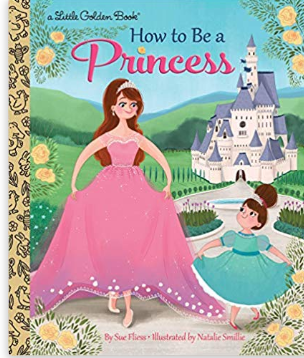 a Little Golden Book®
How to Be a
Princess
By Sue Fliess • Illustrated by Natalie Smillie